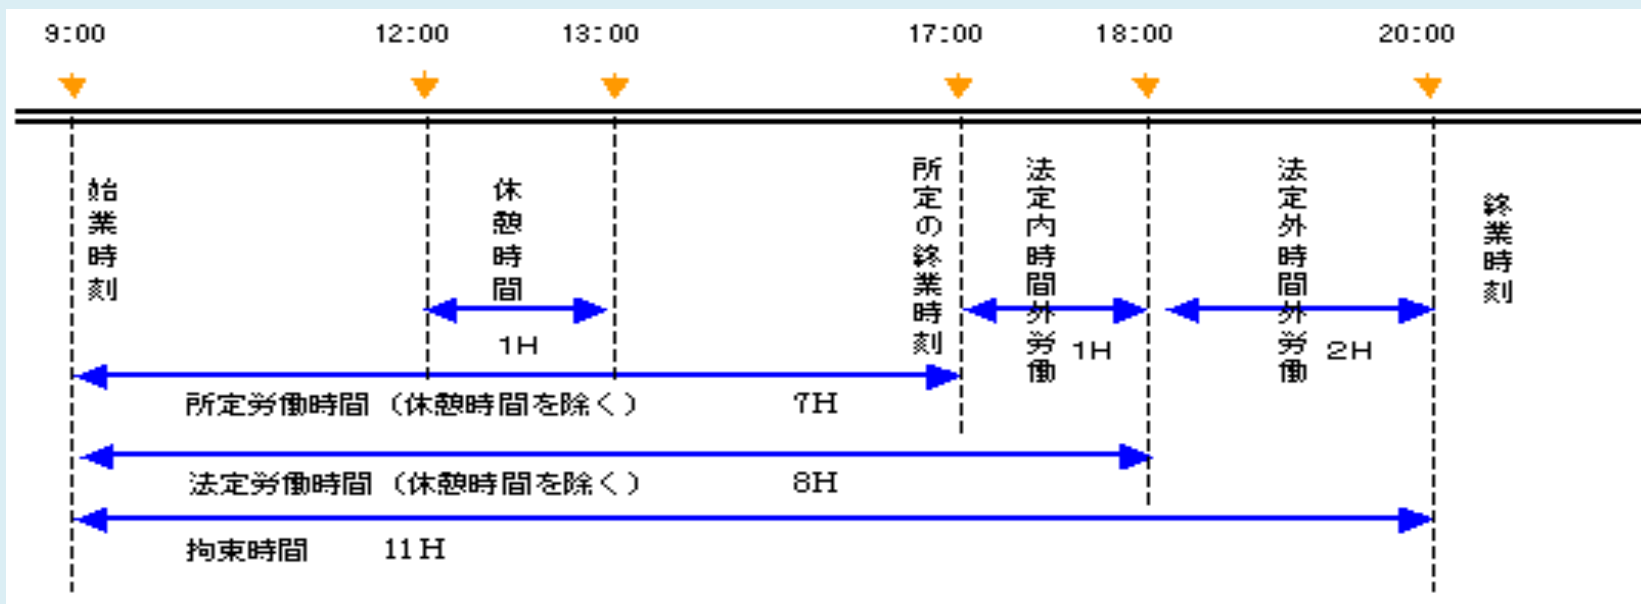 9:00
12:00
13:00
17:00
18:00
20:00
始業時刻
休憩時間
所定の終業時刻
法定内時間外労働
法定外時間外労働
終業時刻
1H
1H
2H
所定労働時間（休憩時間を除く） 7H
法定労働時間（休憩時間を除く） 8H
拘束時間 11H